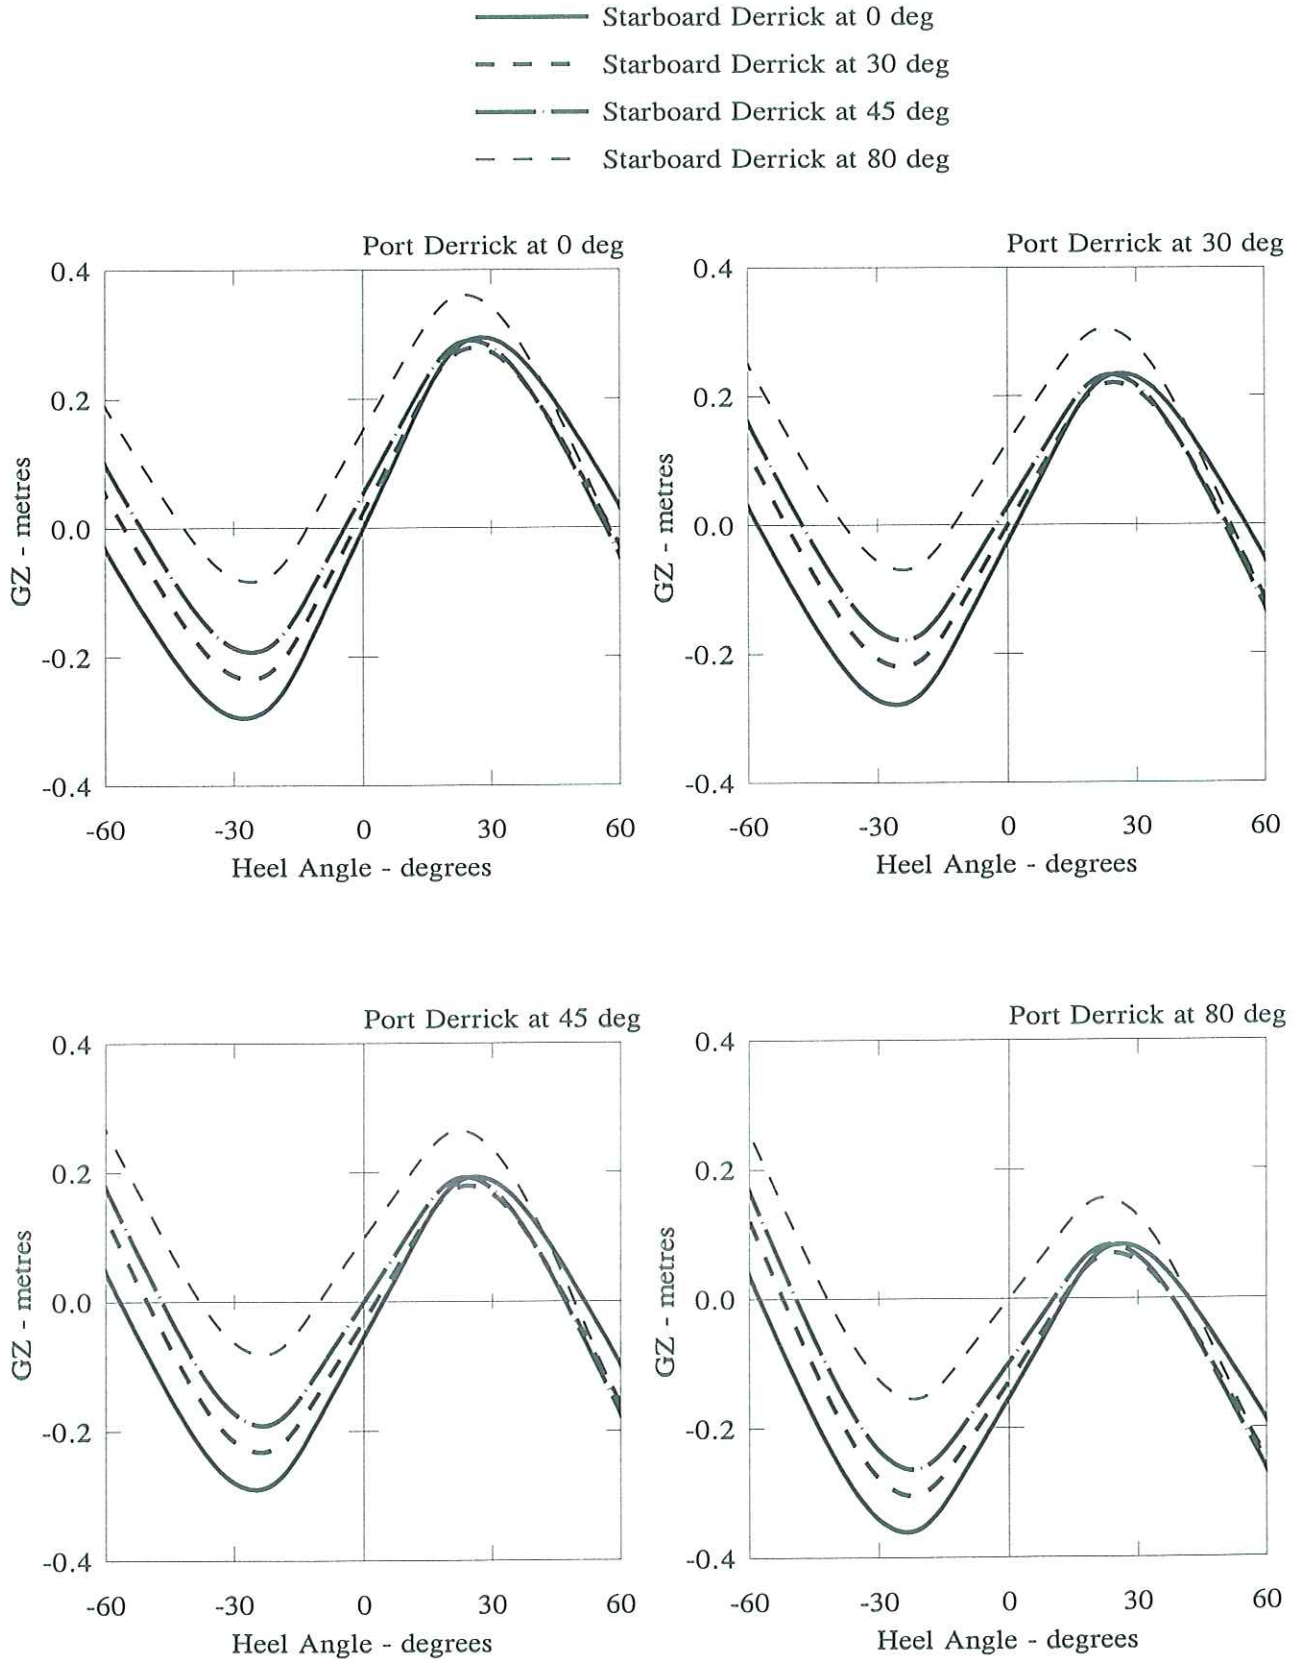 Starboard Derrick at 0 deg
Starboard Derrick at 30 deg
Starboard Derrick at 45 deg
Starboard Derrick at 80 deg
Port Derrick at 0 deg
0.4
0.2
0.0
-0.2
-0.4
GZ - metres
-60 -30 0 30 60
Heel Angle - degrees
Port Derrick at 30 deg
0.4
0.2
0.0
-0.2
-0.4
GZ - metres
-60 -30 0 30 60
Heel Angle - degrees
Port Derrick at 45 deg
0.4
0.2
0.0
-0.2
-0.4
GZ - metres
-60 -30 0 30 60
Heel Angle - degrees
Port Derrick at 80 deg
0.4
0.2
0.0
-0.2
-0.4
GZ - metres
-60 -30 0 30 60
Heel Angle - degrees